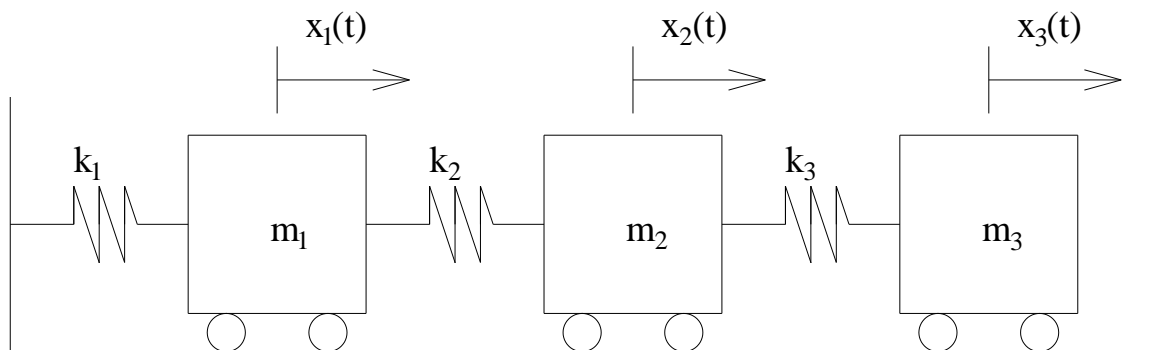 x₁(t) x₂(t) x₃(t)
k₁ k₂ k₃
m₁ m₂ m₃